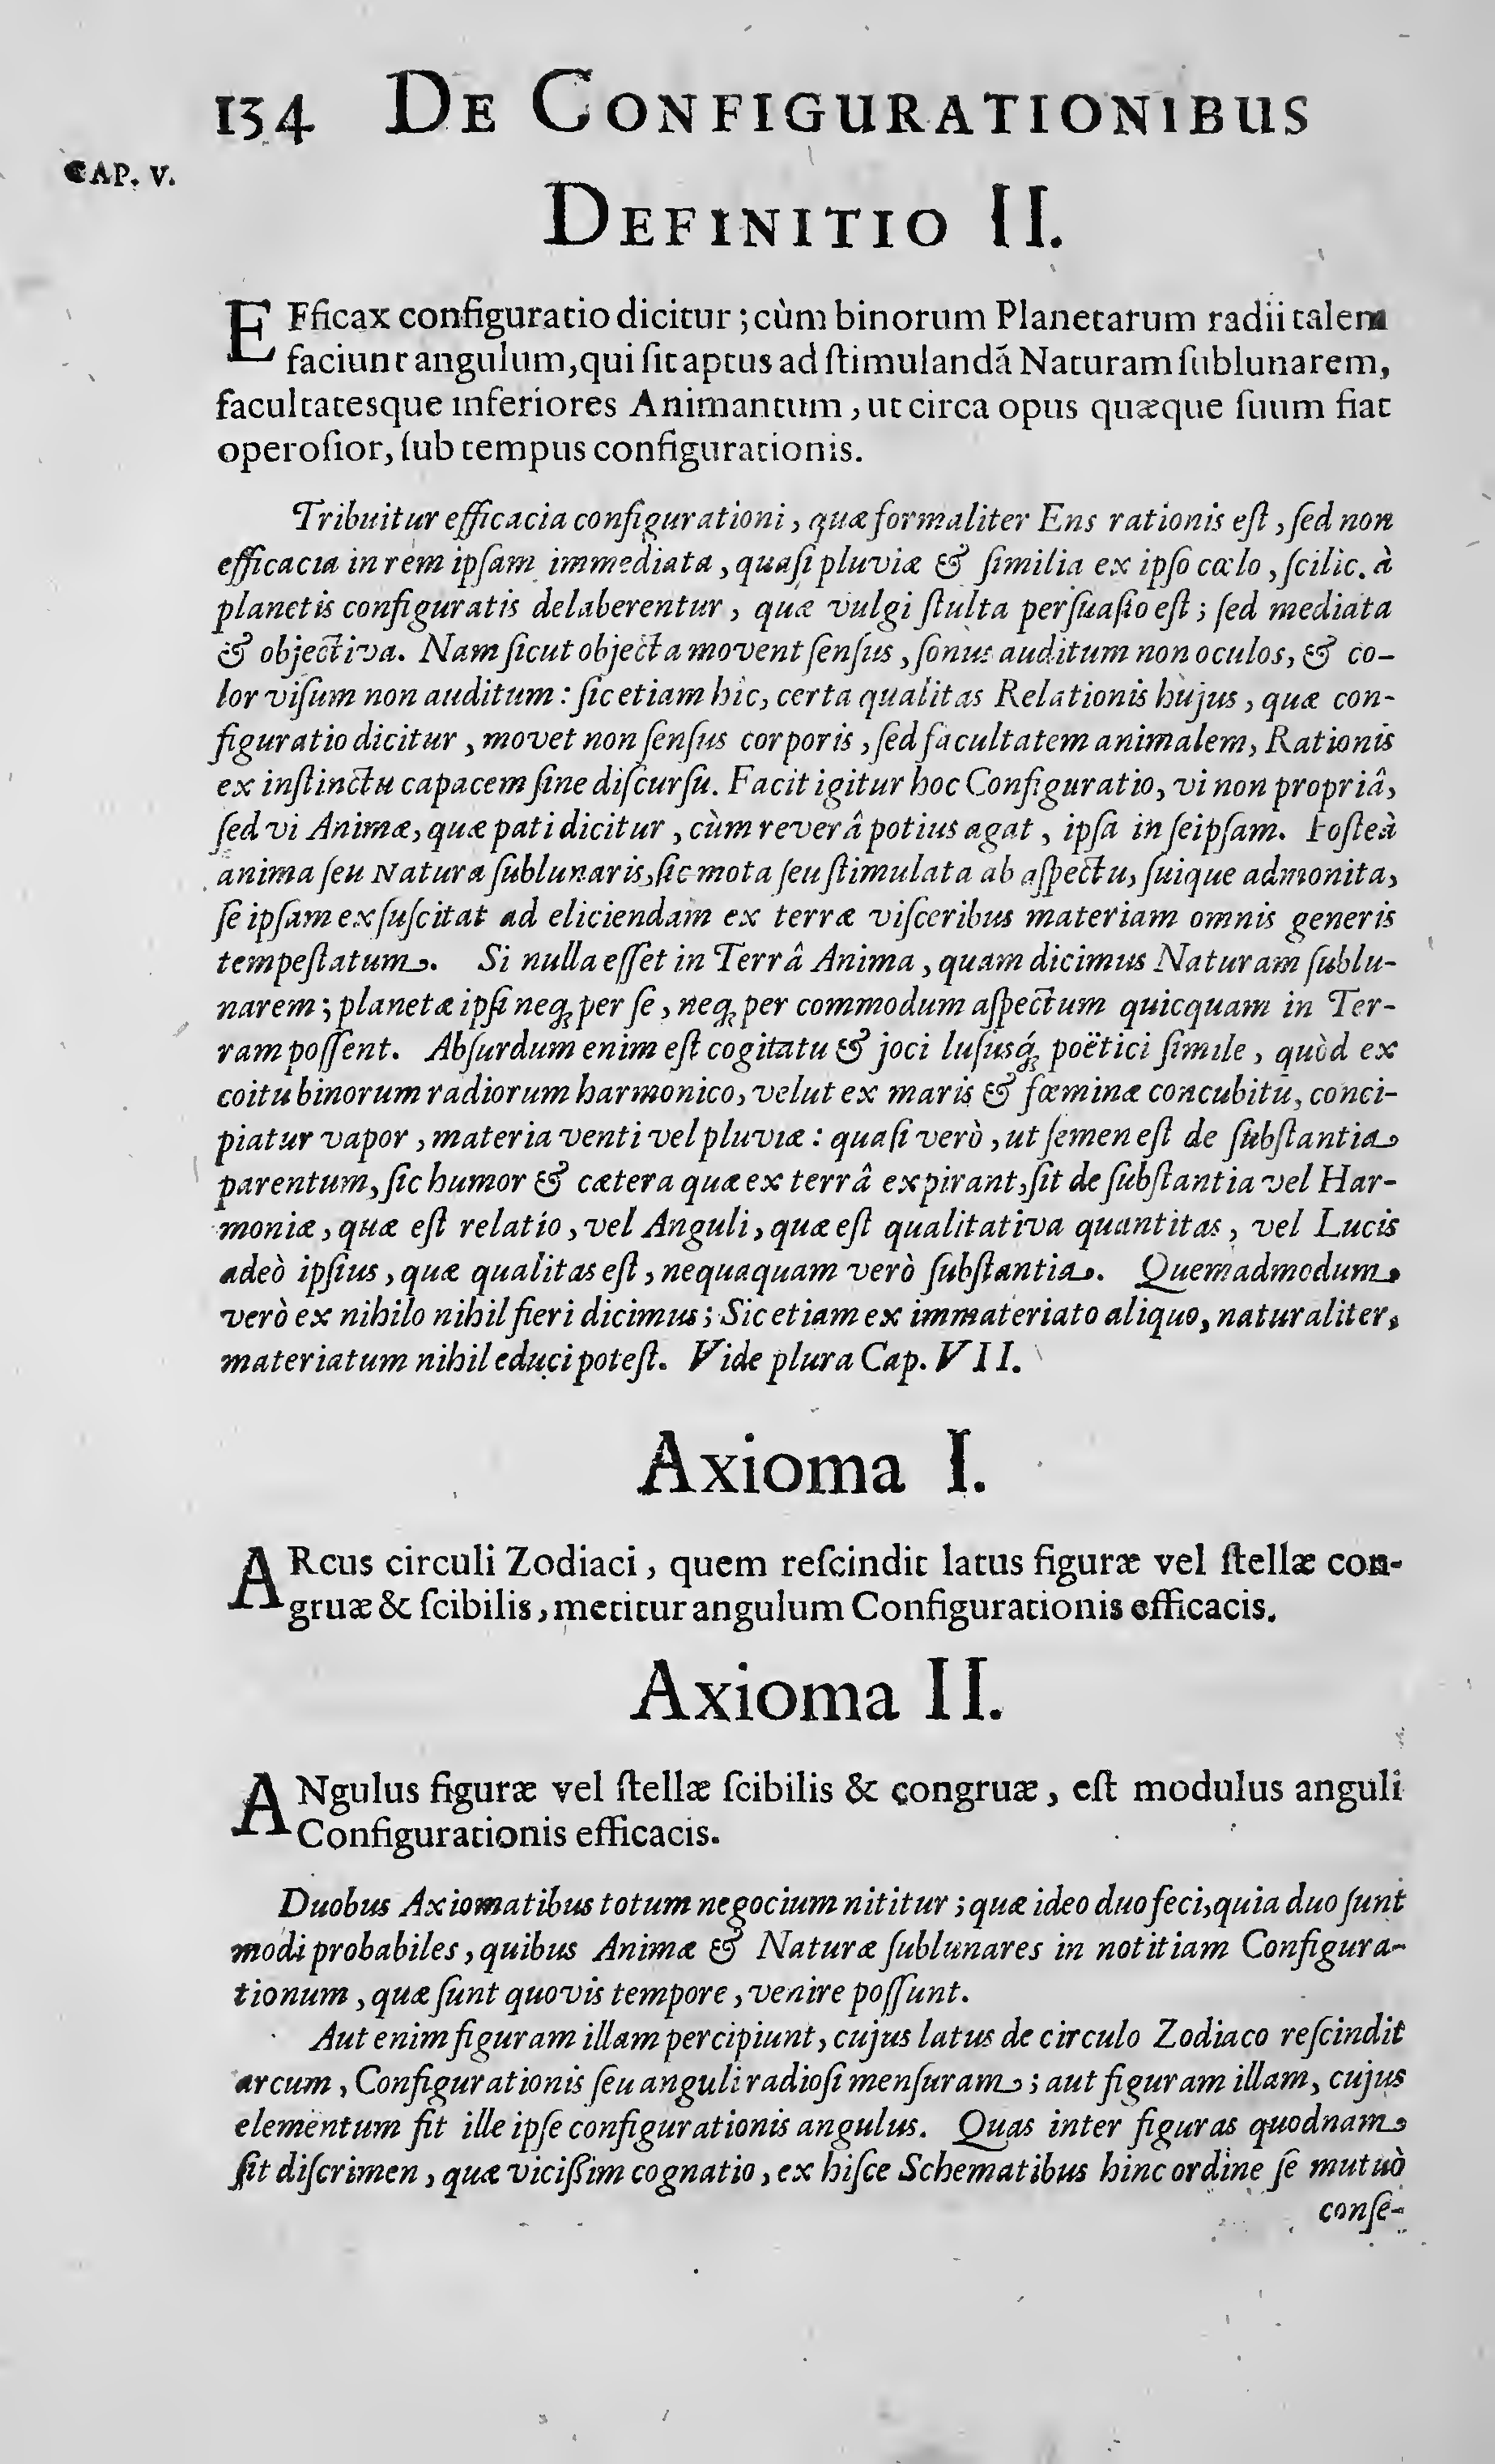 134 DE CONFIGURATIONIBUS
CAP. V.
DEFINITIO II.
EFficax configuratio dicitur; cùm binorum Planetarum radii talem
faciunt angulum, qui ſit aptus ad ſtimulandã Naturam ſublunarem,
facultatesque inferiores Animantum, ut circa opus quæque ſuum fiat
operoſior, ſub tempus configurationis.
Tribuitur efficacia configurationi, quæ formaliter Ens rationis eſt, ſed non
efficacia in rem ipſam immediata, quaſi pluviæ & ſimilia ex ipſo cœlo, ſcilic. à
planetis configuratis delaberentur, quæ vulgi ſtulta perſuaſio eſt; ſed mediata
& objectiva. Nam ſicut objecta movent ſenſus, ſonus auditum non oculos, & co-
lor viſum non auditum: ſic etiam hic, certa qualitas Relationis hujus, quæ con-
figuratio dicitur, movet non ſenſus corporis, ſed facultatem animalem, Rationis
ex inſtinctu capacem ſine diſcurſu. Facit igitur hoc Configuratio, vi non propriâ,
ſed vi Animæ, quæ pati dicitur, cùm reverâ potius agat, ipſa in ſeipſam. Poſteà
anima ſeu Natura ſublunaris, ſic mota ſeu ſtimulata ab aſpectu, ſuique admonita,
ſe ipſam exſuſcitat ad eliciendam ex terræ viſceribus materiam omnis generis
tempeſtatum. Si nulla eſſet in Terrâ Anima, quam dicimus Naturam ſublu-
narem; planetæ ipſi neq; per ſe, neq; per commodum aſpectum quicquam in Ter-
ram poſſent. Abſurdum enim eſt cogitatu & joci luſusq́; poëtici ſimile, quòd ex
coitu binorum radiorum harmonico, velut ex maris & fœminæ concubitu, conci-
piatur vapor, materia venti vel pluviæ: quaſi verò, ut ſemen eſt de ſubſtantia
parentum, ſic humor & cætera quæ ex terrâ expirant, ſit de ſubſtantia vel Har-
moniæ, quæ eſt relatio, vel Anguli, quæ eſt qualitativa quantitas, vel Lucis
adeò ipſius, quæ qualitas eſt, nequaquam verò ſubſtantia. Quemadmodum
verò ex nihilo nihil fieri dicimus; Sic etiam ex immateriato aliquo, naturaliter,
materiatum nihil educi poteſt. Vide plura Cap. VII.
Axioma I.
ARcus circuli Zodiaci, quem reſcindit latus figuræ vel ſtellæ con-
gruæ & ſcibilis, metitur angulum Configurationis efficacis.
Axioma II.
ANgulus figuræ vel ſtellæ ſcibilis & congruæ, eſt modulus anguli
Configurationis efficacis.
Duobus Axiomatibus totum negocium nititur; quæ ideo duo feci, quia duo ſunt
modi probabiles, quibus Animæ & Naturæ ſublunares in notitiam Configura-
tionum, quæ ſunt quovis tempore, venire poſſunt.
Aut enim figuram illam percipiunt, cujus latus de circulo Zodiaco reſcindit
arcum, Configurationis ſeu anguli radioſi menſuram; aut figuram illam, cujus
elementum fit ille ipſe configurationis angulus. Quas inter figuras quodnam
ſit diſcrimen, quæ viciſſim cognatio, ex hiſce Schematibus hinc ordine ſe mutuò
conſe-